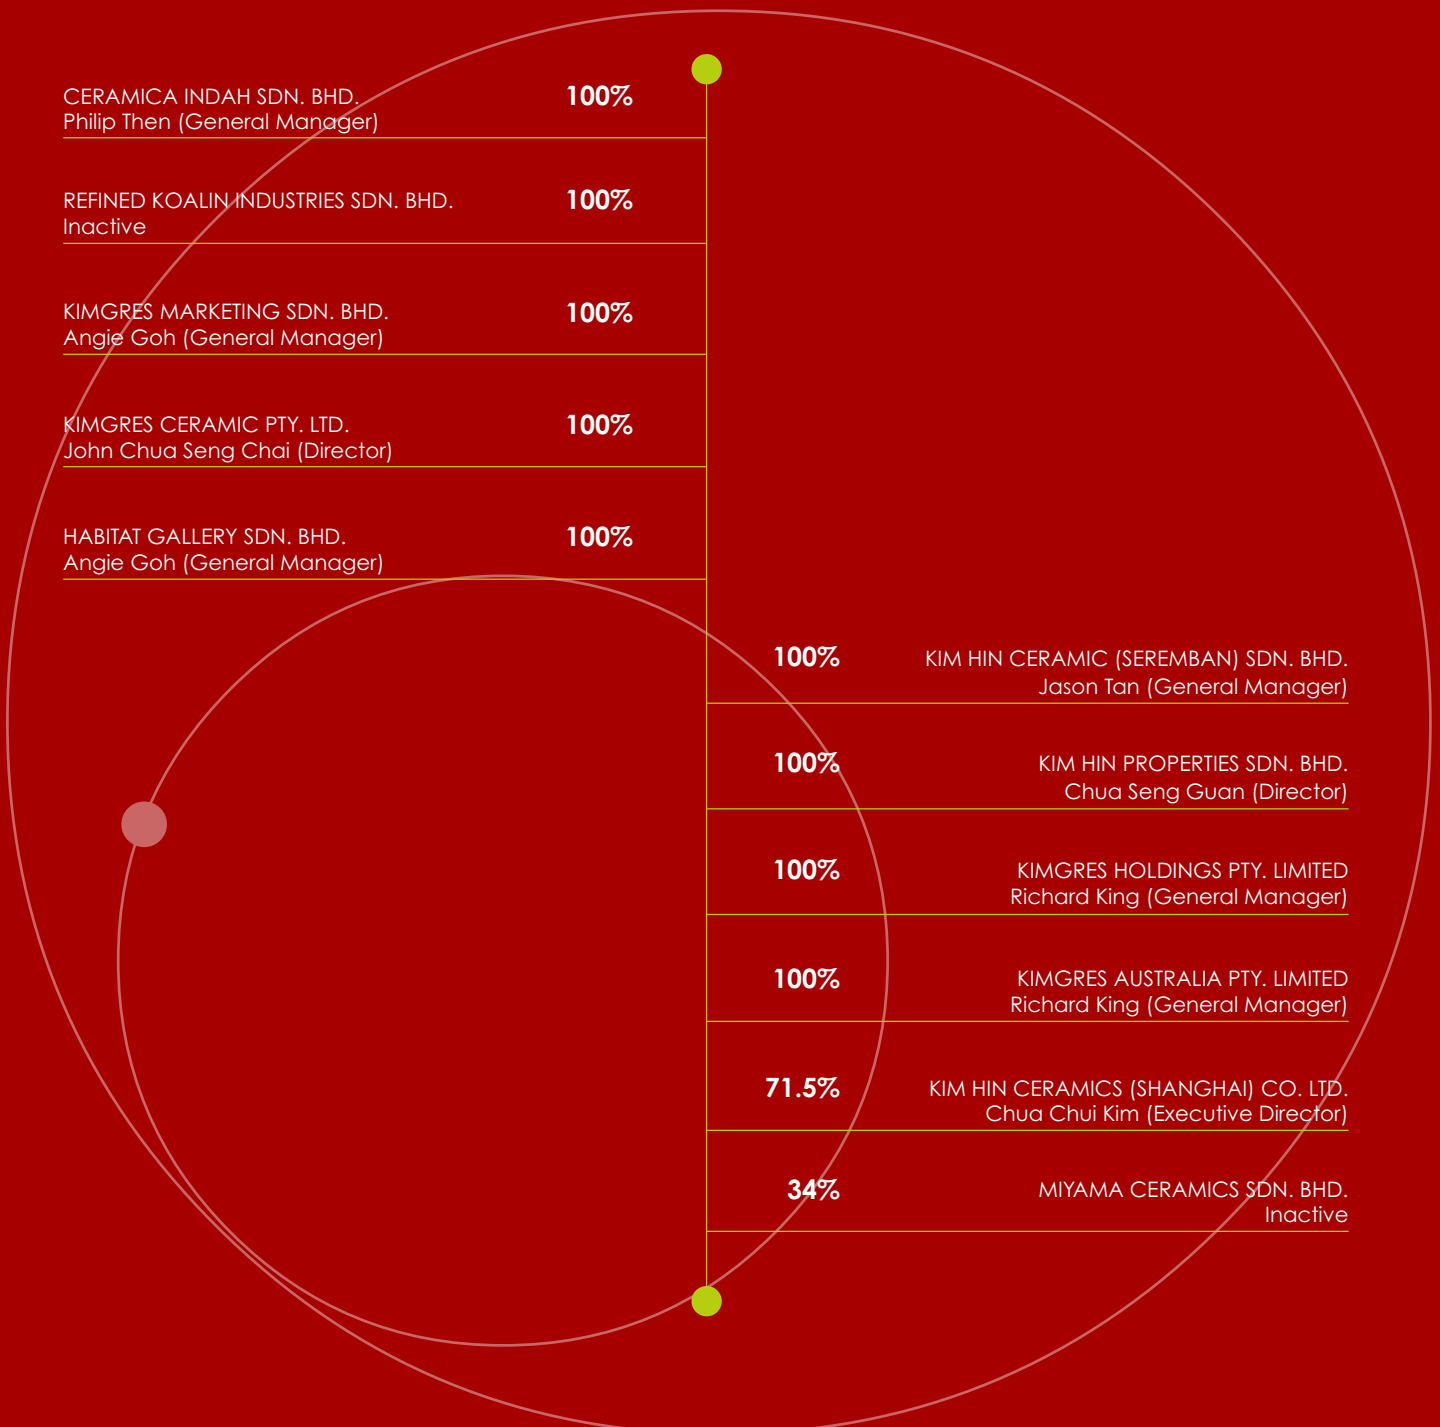 CERAMICA INDAH SDN. BHD. 100%
Philip Then (General Manager)
REFINED KOALIN INDUSTRIES SDN. BHD. 100%
Inactive
KIMGRES MARKETING SDN. BHD. 100%
Angie Goh (General Manager)
KIMGRES CERAMIC PTY. LTD. 100%
John Chua Seng Chai (Director)
HABITAT GALLERY SDN. BHD. 100%
Angie Goh (General Manager)
100% KIM HIN CERAMIC (SEREMBAN) SDN. BHD.
Jason Tan (General Manager)
100% KIM HIN PROPERTIES SDN. BHD.
Chua Seng Guan (Director)
100% KIMGRES HOLDINGS PTY. LIMITED
Richard King (General Manager)
100% KIMGRES AUSTRALIA PTY. LIMITED
Richard King (General Manager)
71.5% KIM HIN CERAMICS (SHANGHAI) CO. LTD.
Chua Chui Kim (Executive Director)
34% MIYAMA CERAMICS SDN. BHD.
Inactive